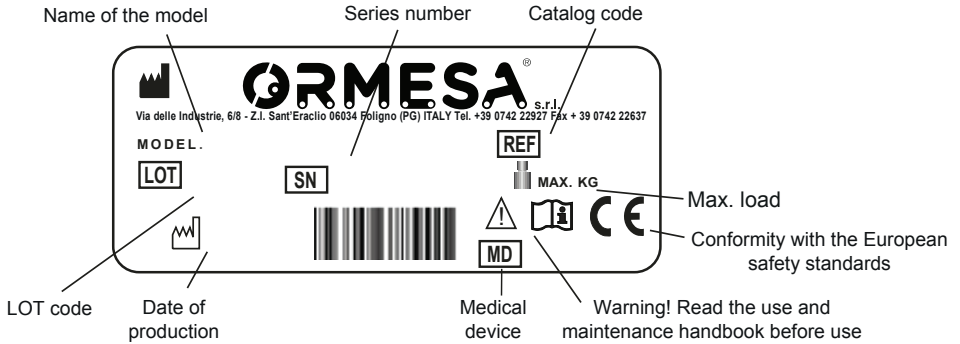 Name of the model
Series number
Catalog code
ORMESA® s.r.l.
Via delle Industrie, 6/8 - Z.I. Sant'Eraclio 06034 Foligno (PG) ITALY Tel. +39 0742 22927 Fax + 39 0742 22637
MODEL.
REF
LOT
SN
MAX. KG
Max. load
CE
Conformity with the European
safety standards
MD
LOT code
Date of
production
Medical
device
Warning! Read the use and
maintenance handbook before use